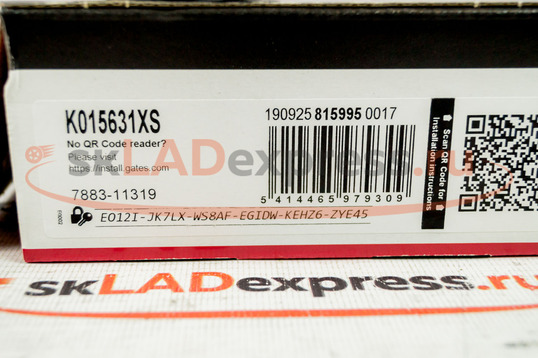 K015631XS
No QR Code reader?
Please visit
https://install.gates.com
7883-11319
EO12I-JK7LX-WS8AF-EGIDW-KEHZ6-ZYE45
190925 815995 0017
5 414465 979309
Scan QR Code for
Installation Instructions
skLADexpress.ru
skLADexpress.ru